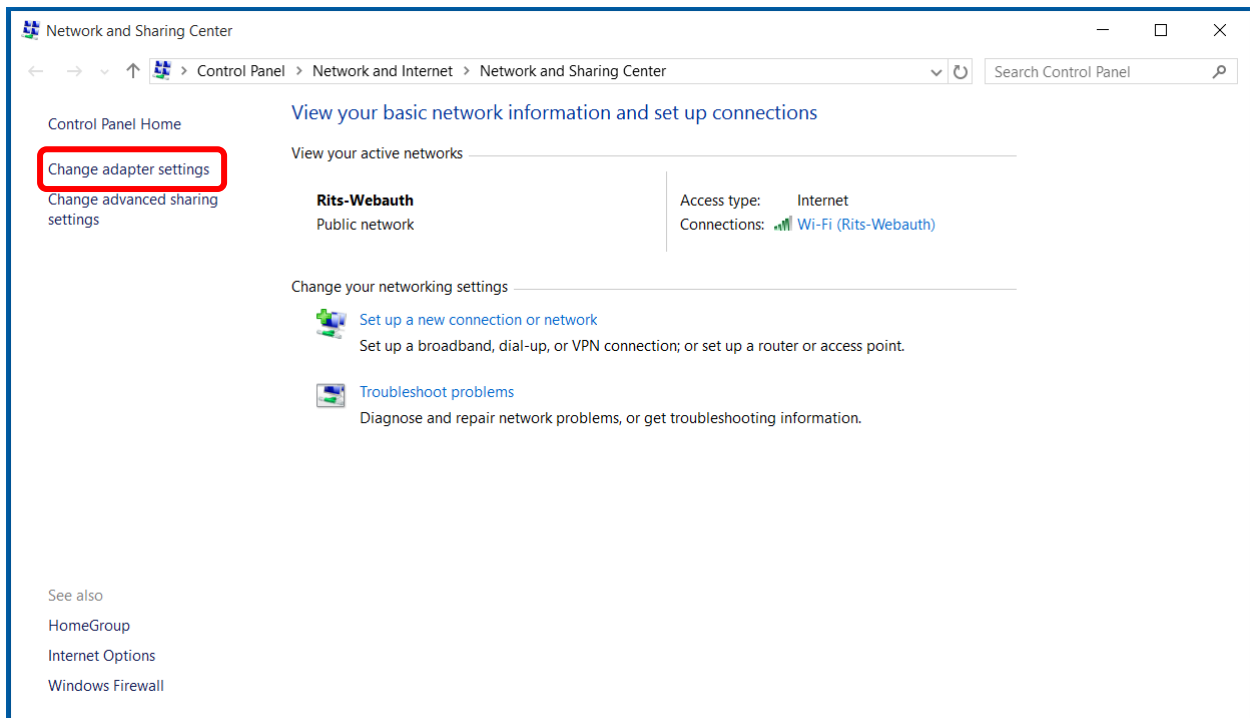 Network and Sharing Center
Control Panel > Network and Internet > Network and Sharing Center
Search Control Panel
Control Panel Home
Change adapter settings
Change advanced sharing
settings
View your basic network information and set up connections
View your active networks
Rits-Webauth
Public network
Access type: Internet
Connections: Wi-Fi (Rits-Webauth)
Change your networking settings
Set up a new connection or network
Set up a broadband, dial-up, or VPN connection; or set up a router or access point.
Troubleshoot problems
Diagnose and repair network problems, or get troubleshooting information.
See also
HomeGroup
Internet Options
Windows Firewall